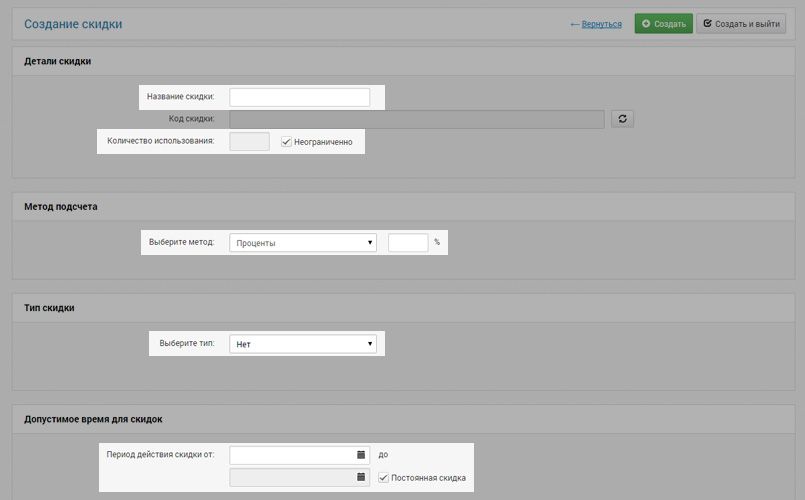 Создание скидки
← Вернуться
Создать
Создать и выйти
Детали скидки
Название скидки:
Код скидки:
Количество использования:
Неограниченно
Метод подсчета
Выберите метод:
Проценты
%
Тип скидки
Выберите тип:
Нет
Допустимое время для скидок
Период действия скидки от:
до
Постоянная скидка